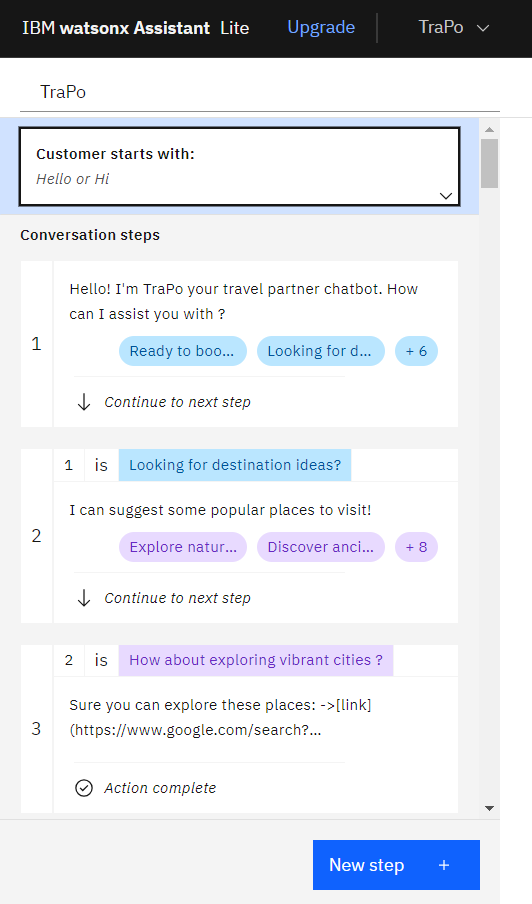 IBM watsonx Assistant Lite Upgrade TraPo
TraPo
Customer starts with:
Hello or Hi
Conversation steps
1
Hello! I'm TraPo your travel partner chatbot. How
can I assist you with ?
Ready to boo... Looking for d... + 6
Continue to next step
1 is Looking for destination ideas?
2
I can suggest some popular places to visit!
Explore natur... Discover anci... + 8
Continue to next step
2 is How about exploring vibrant cities ?
3
Sure you can explore these places: ->[link]
(https://www.google.com/search?...
Action complete
New step +